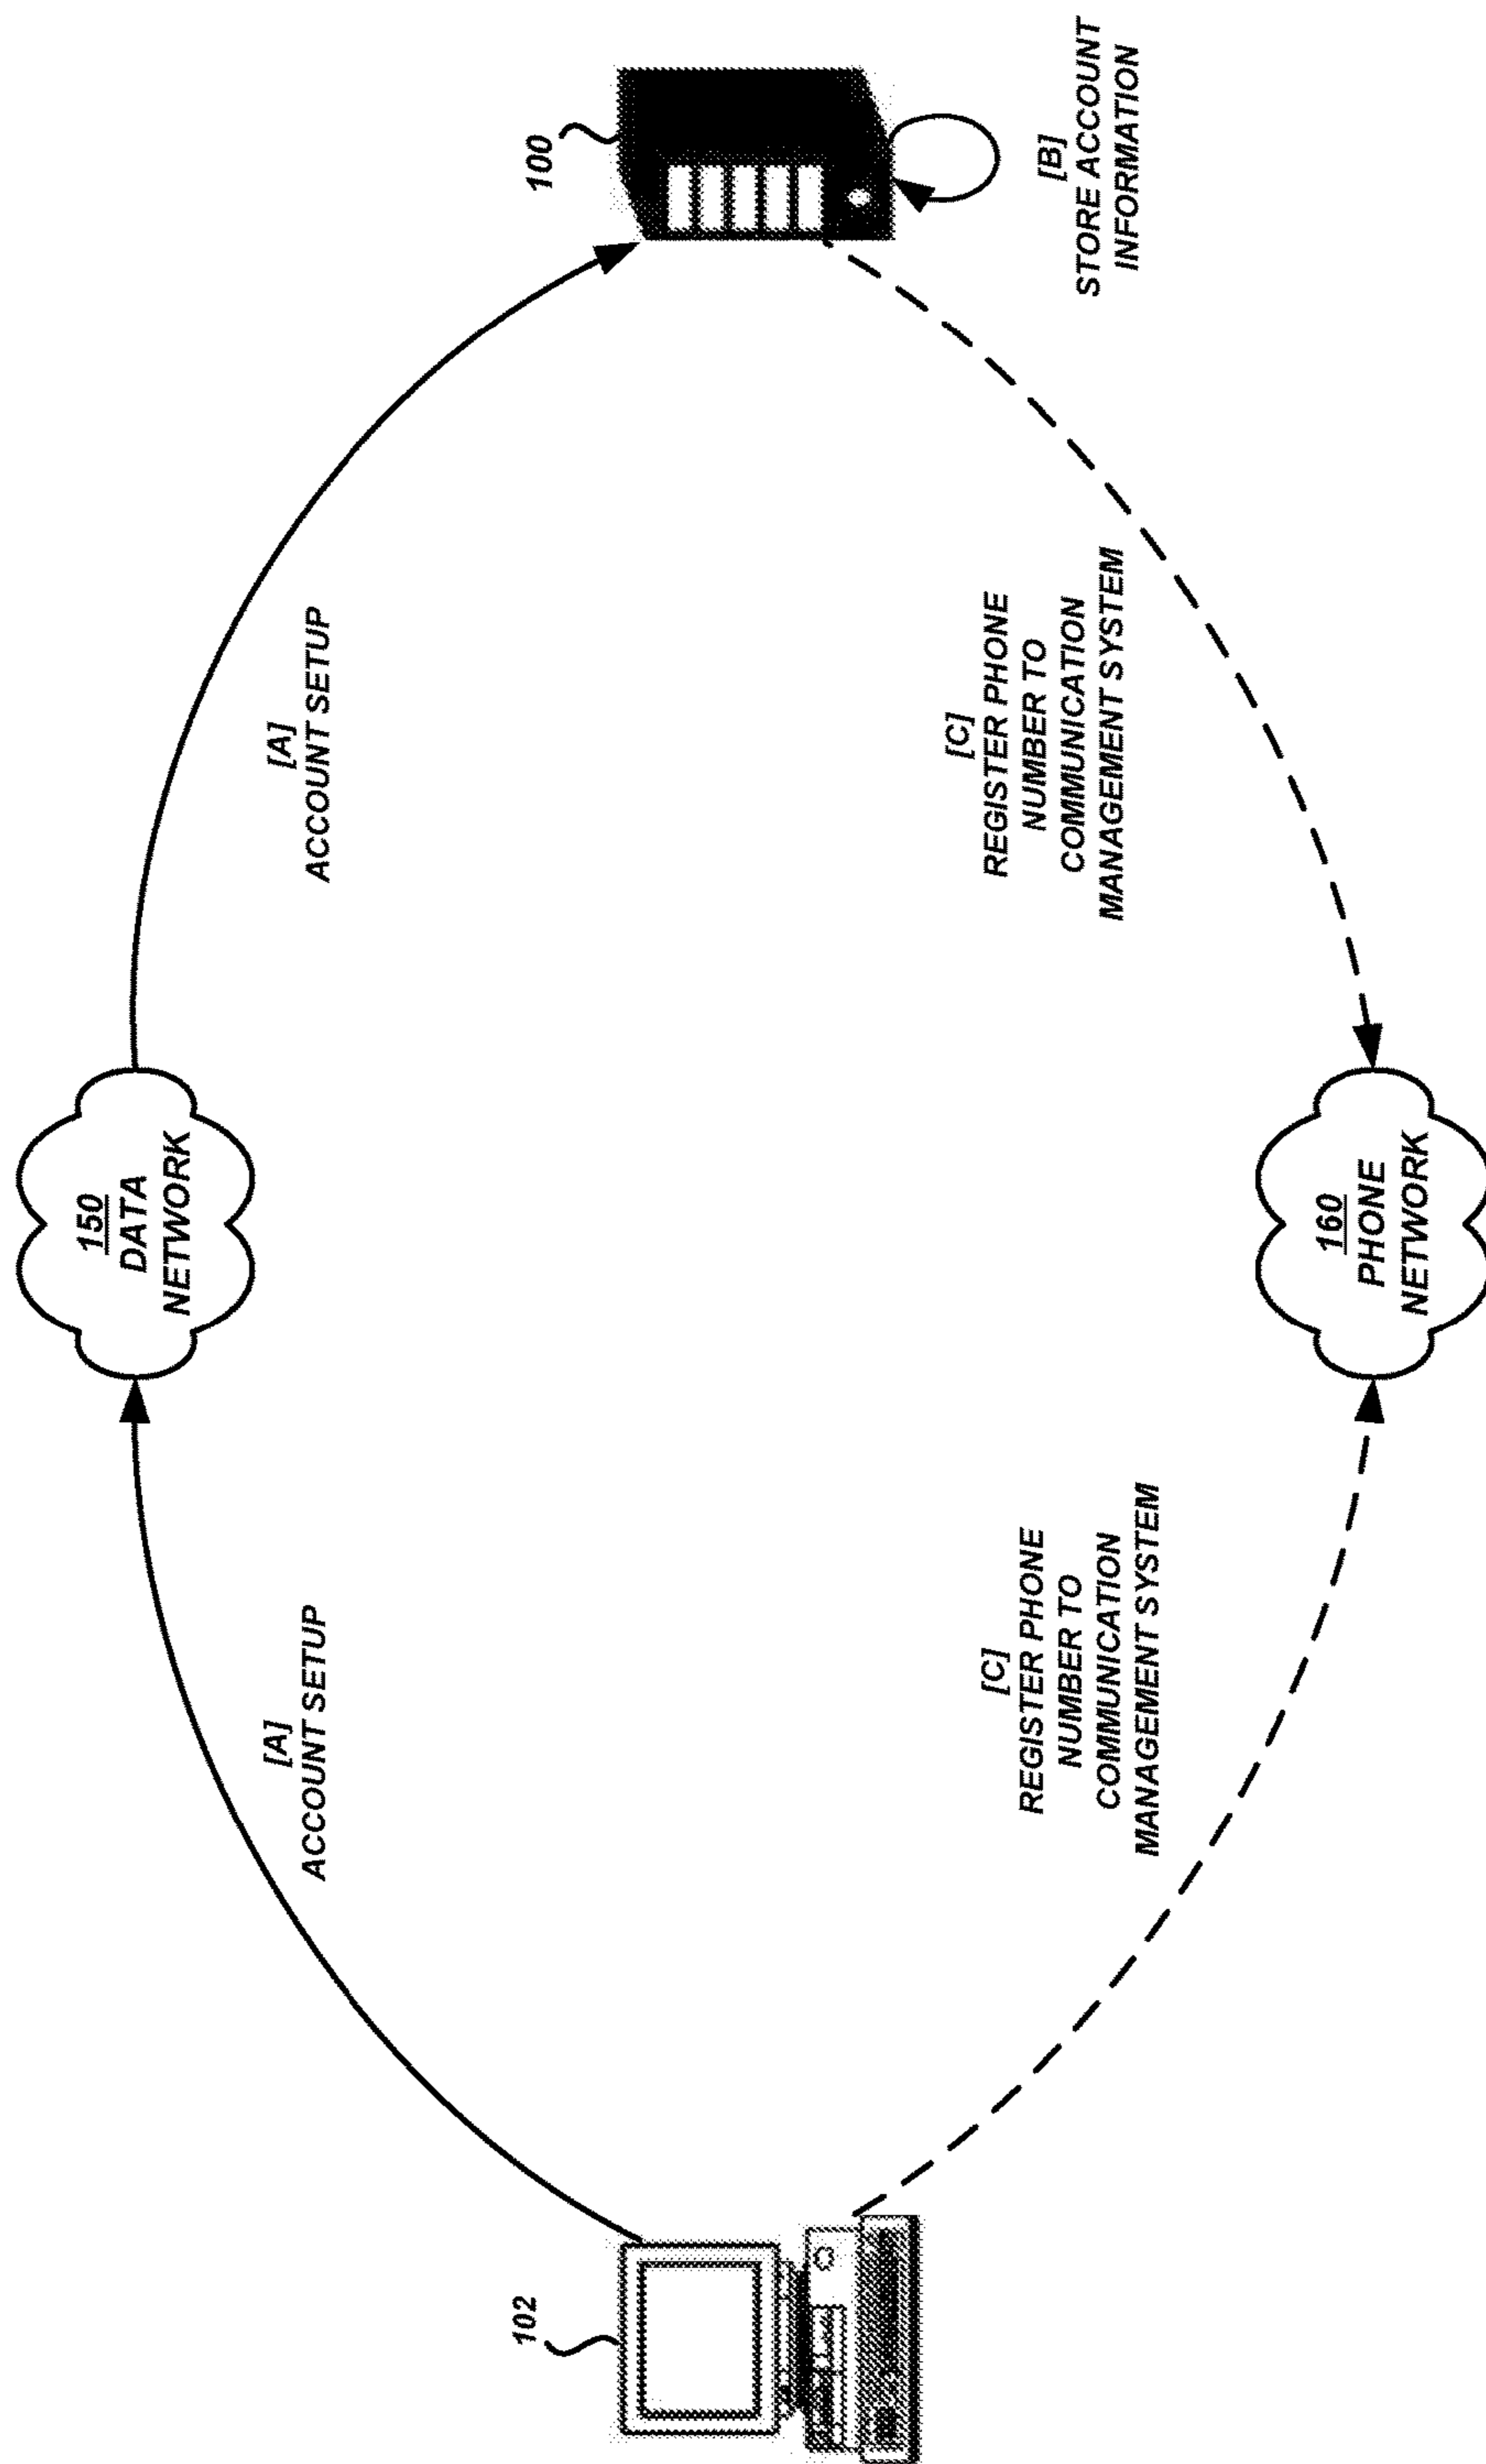 150
DATA
NETWORK
[A]
ACCOUNT SETUP
[A]
ACCOUNT SETUP
102
100
[B]
STORE ACCOUNT
INFORMATION
[C]
REGISTER PHONE
NUMBER TO
COMMUNICATION
MANAGEMENT SYSTEM
[C]
REGISTER PHONE
NUMBER TO
COMMUNICATION
MANAGEMENT SYSTEM
160
PHONE
NETWORK